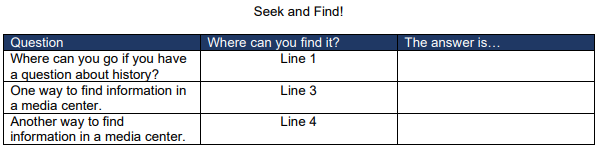 Seek and Find!
Question Where can you find it? The answer is…
Where can you go if you have Line 1
a question about history?
One way to find information in Line 3
a media center.
Another way to find Line 4
information in a media center.